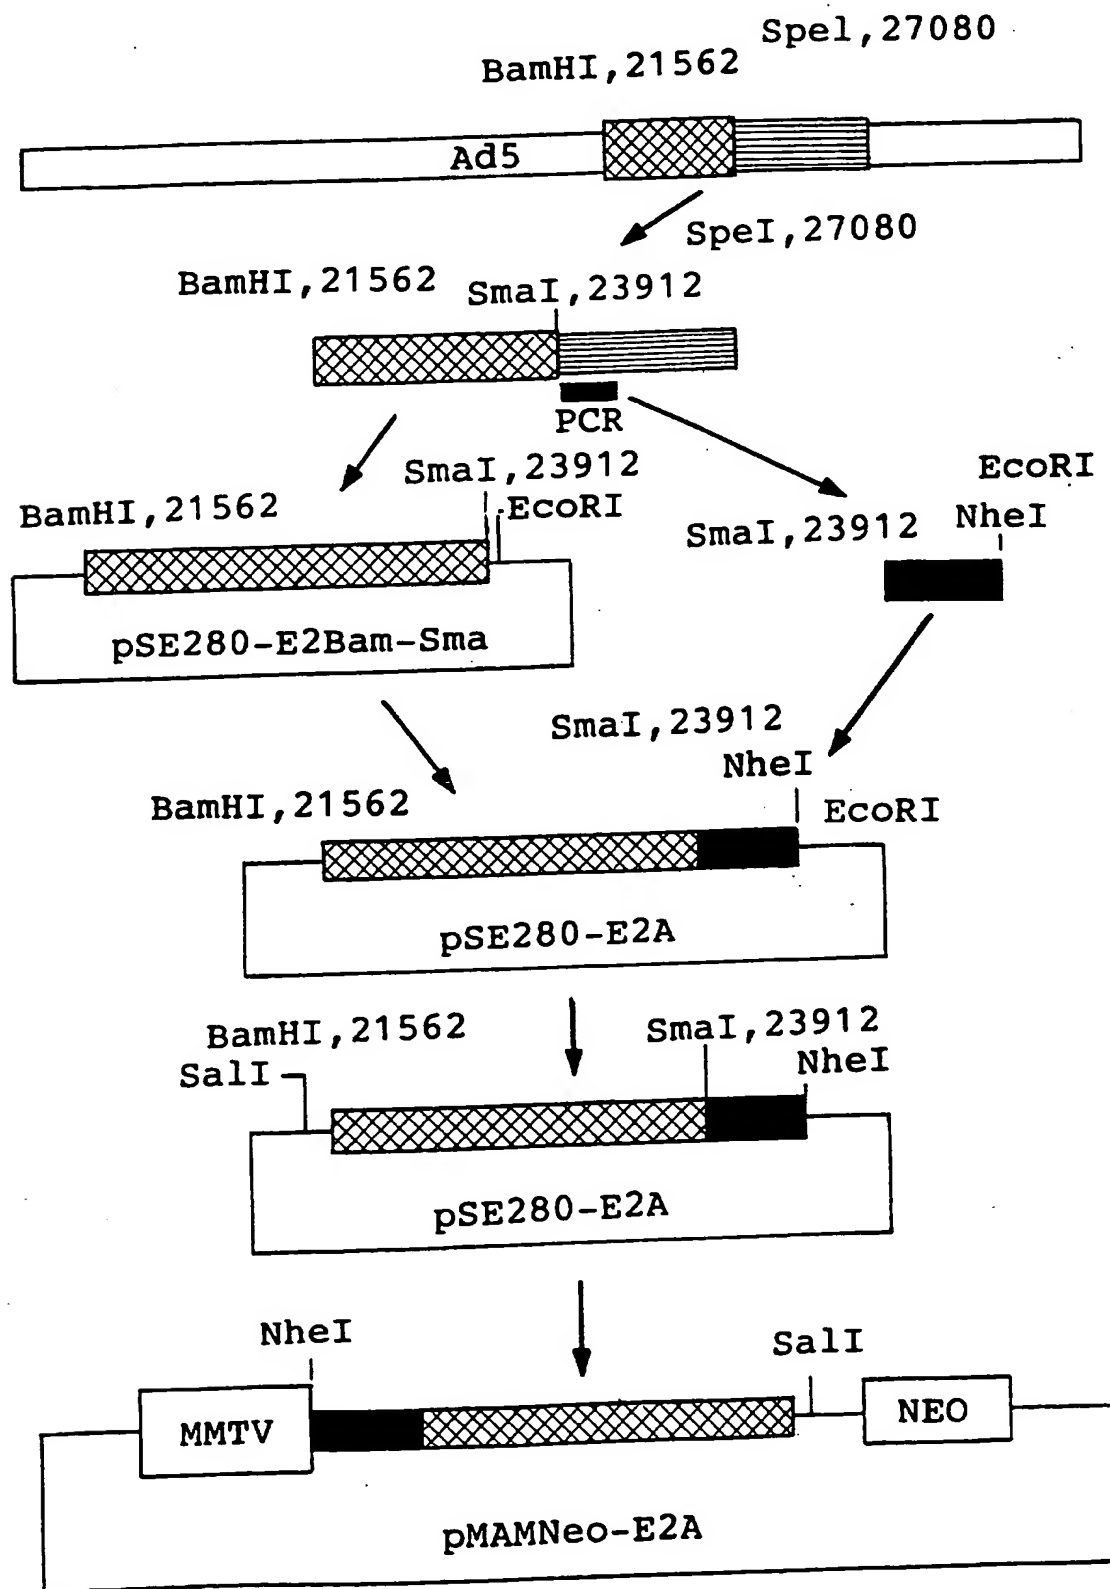 Spel,27080
BamHI,21562
Ad5
SpeI,27080
BamHI,21562
SmaI,23912
PCR
SmaI,23912
EcoRI
BamHI,21562
EcoRI
NheI
SmaI,23912
pSE280-E2Bam-Sma
SmaI,23912
NheI
BamHI,21562
EcoRI
pSE280-E2A
BamHI,21562
SmaI,23912
SalI
NheI
pSE280-E2A
NheI
SalI
MMTV
NEO
pMAMNeo-E2A